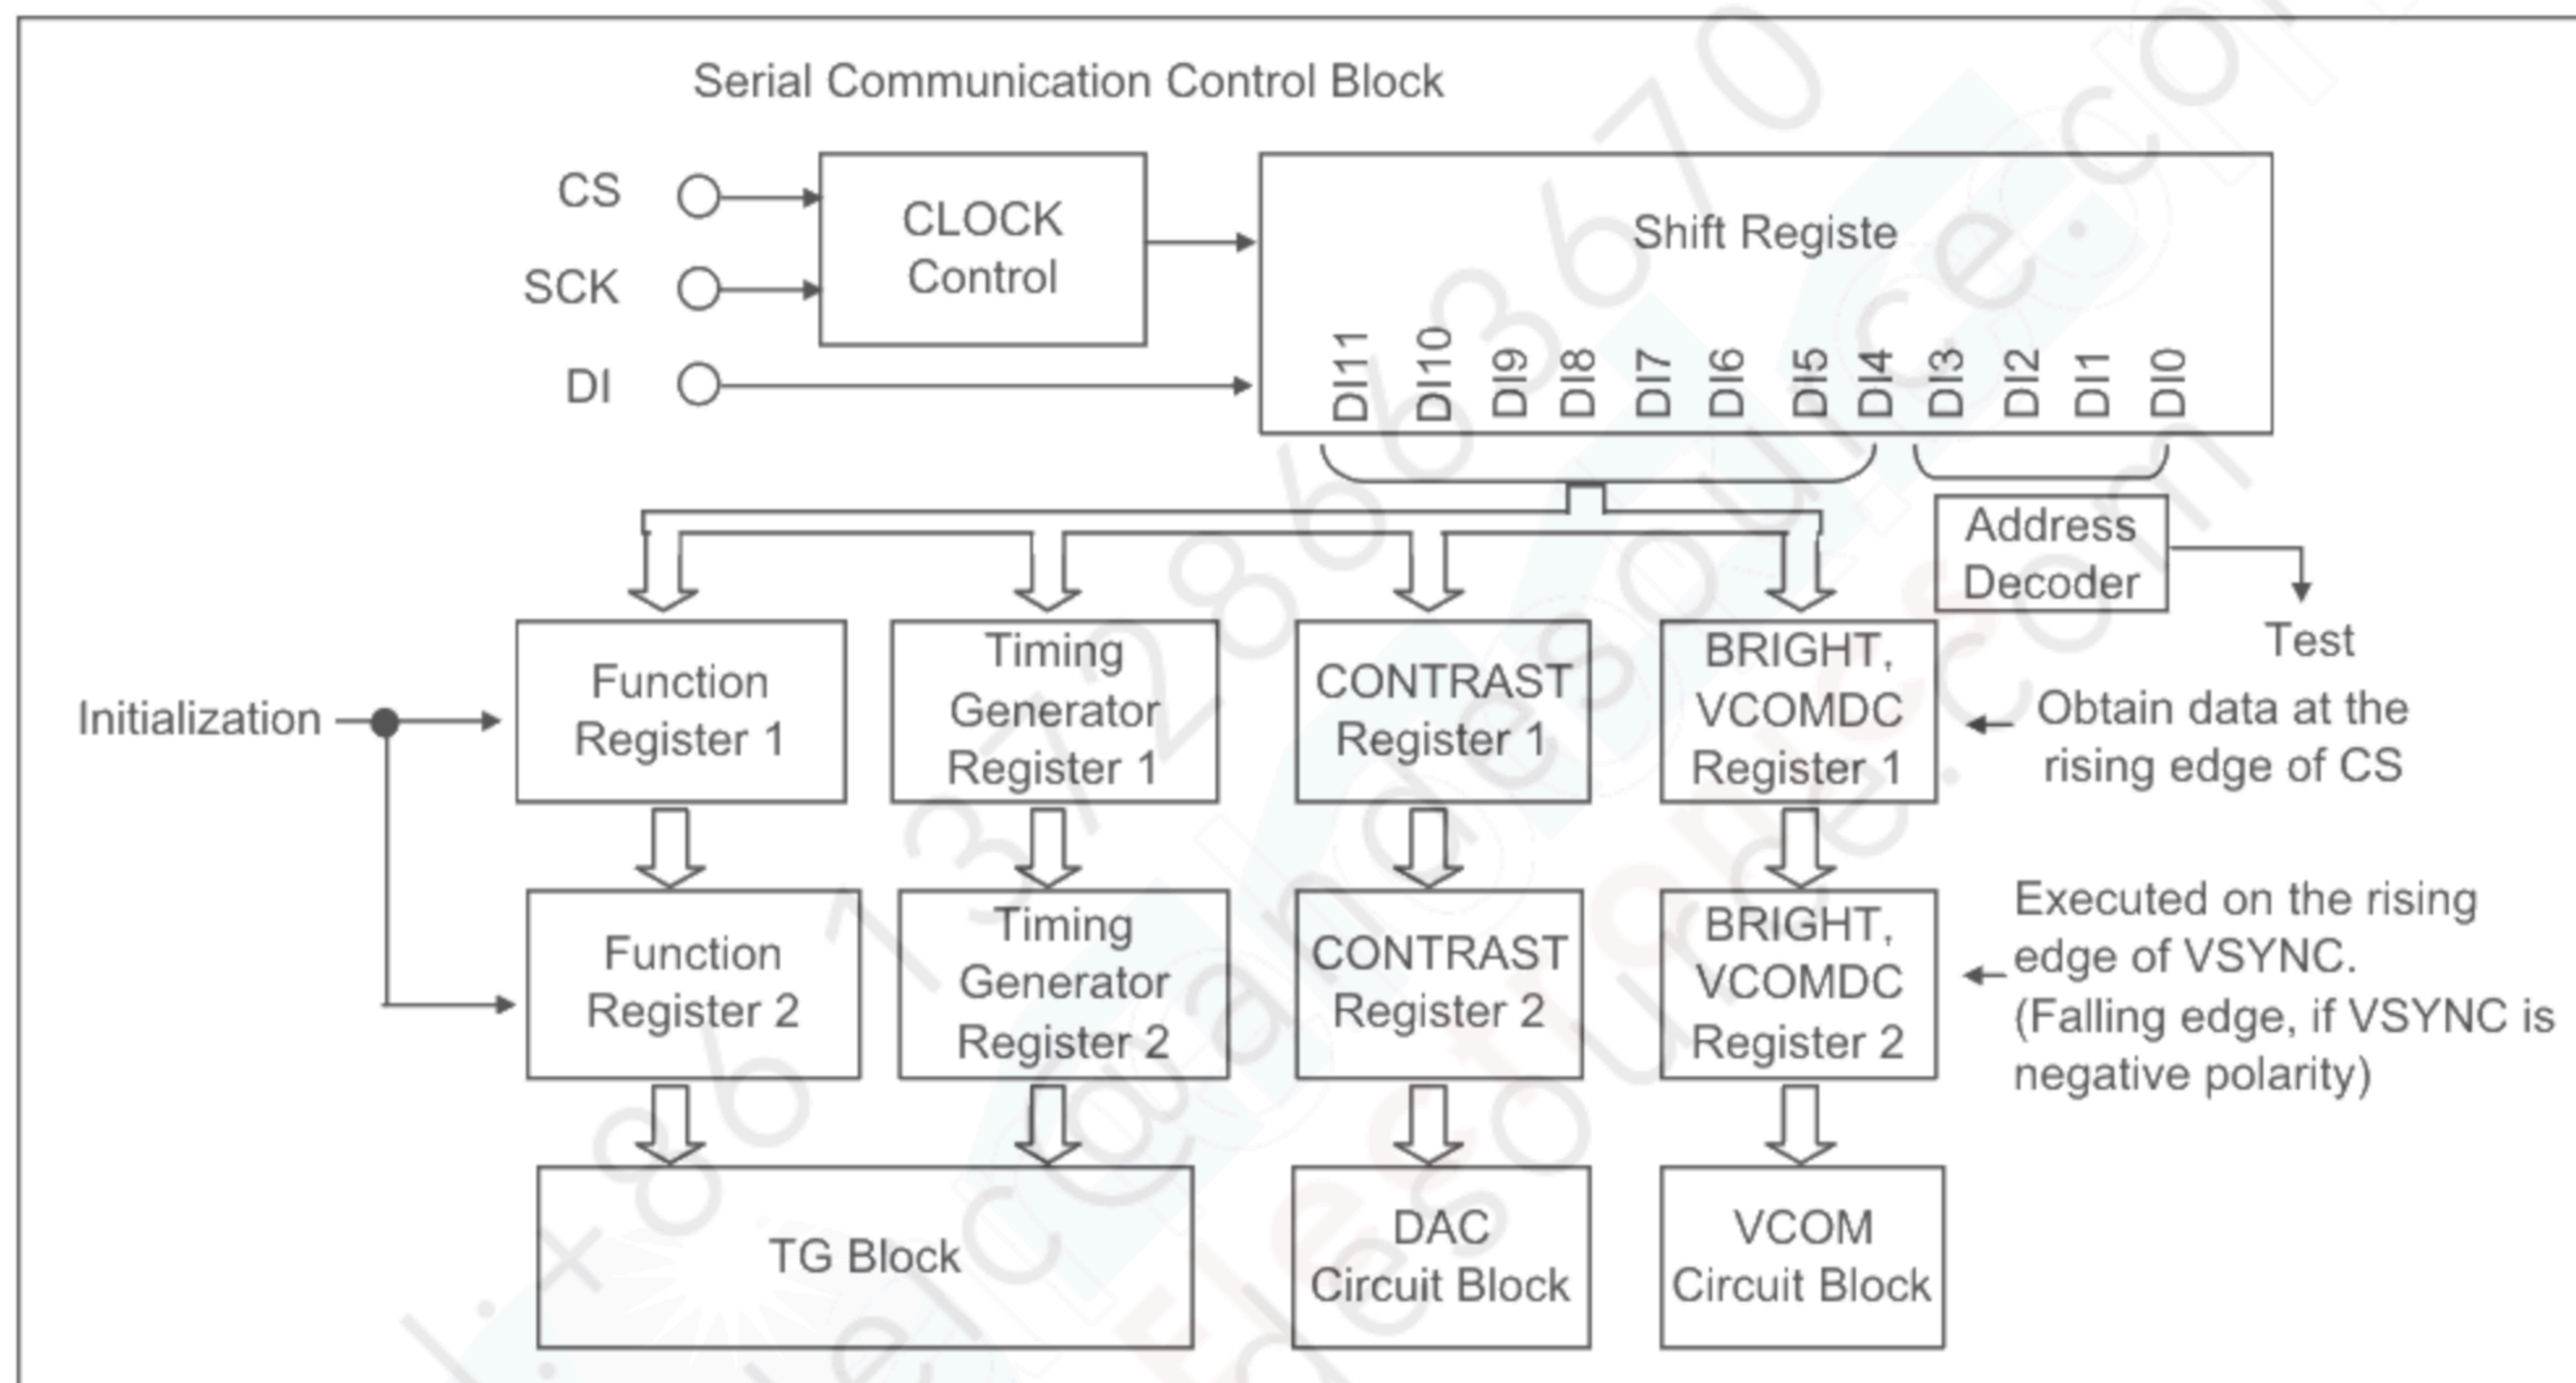 Serial Communication Control Block
CS
SCK
DI
CLOCK
Control
Shift Registe
DI11
DI10
DI9
DI8
DI7
DI6
DI5
DI4
DI3
DI2
DI1
DI0
Address
Decoder
Test
Initialization
Function
Register 1
Timing
Generator
Register 1
CONTRAST
Register 1
BRIGHT,
VCOMDC
Register 1
Obtain data at the
rising edge of CS
Function
Register 2
Timing
Generator
Register 2
CONTRAST
Register 2
BRIGHT,
VCOMDC
Register 2
Executed on the rising
edge of VSYNC.
(Falling edge, if VSYNC is
negative polarity)
TG Block
DAC
Circuit Block
VCOM
Circuit Block